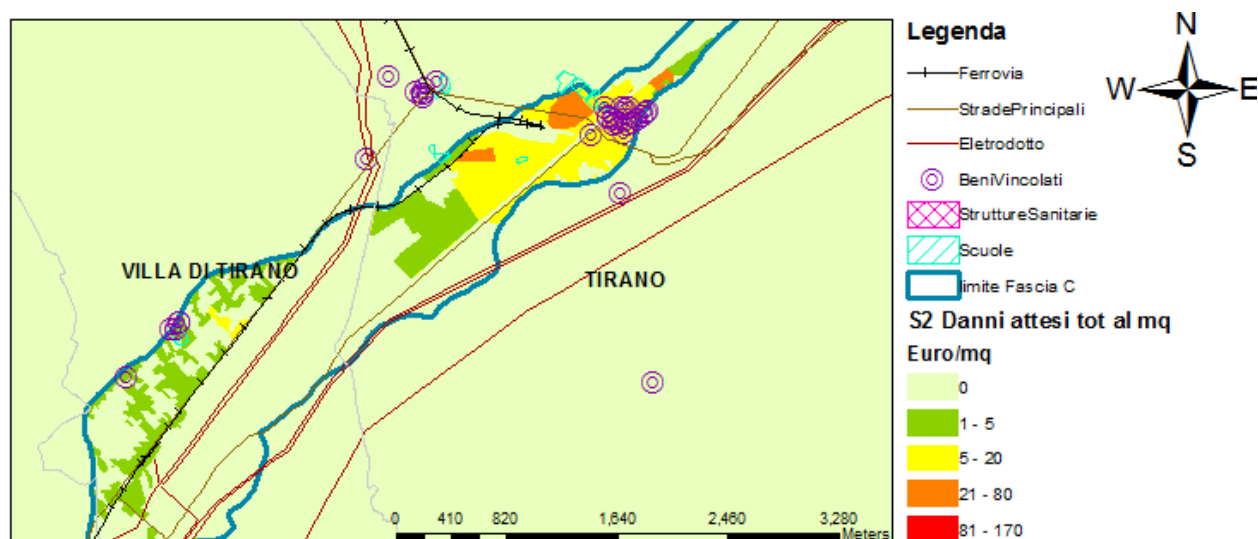 VILLA DI TIRANO
TIRANO
0 410 820 1,640 2,460 3,280
Meters
Legenda
Ferrovia
StradePrincipali
Eletrodotto
BeniVincolati
StruttureSanitarie
Scuole
limite Fascia C
S2 Danni attesi tot al mq
Euro/mq
0
1 - 5
5 - 20
21 - 80
81 - 170
N
W E
S